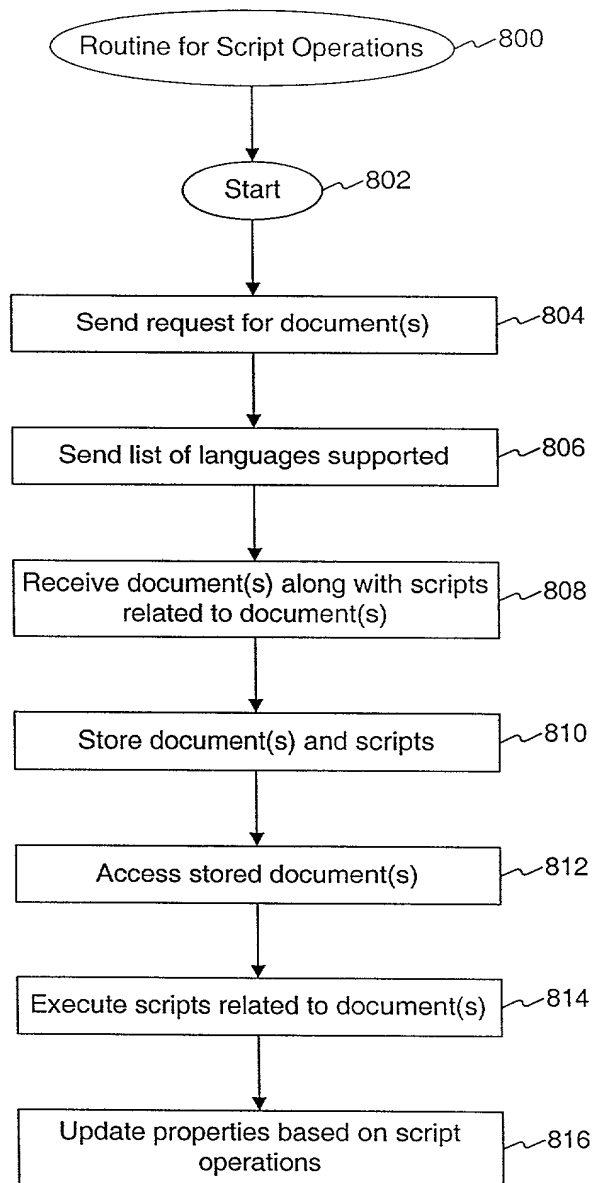 Routine for Script Operations
800
Start
802
Send request for document(s)
804
Send list of languages supported
806
Receive document(s) along with scripts
related to document(s)
808
Store document(s) and scripts
810
Access stored document(s)
812
Execute scripts related to document(s)
814
Update properties based on script
operations
816